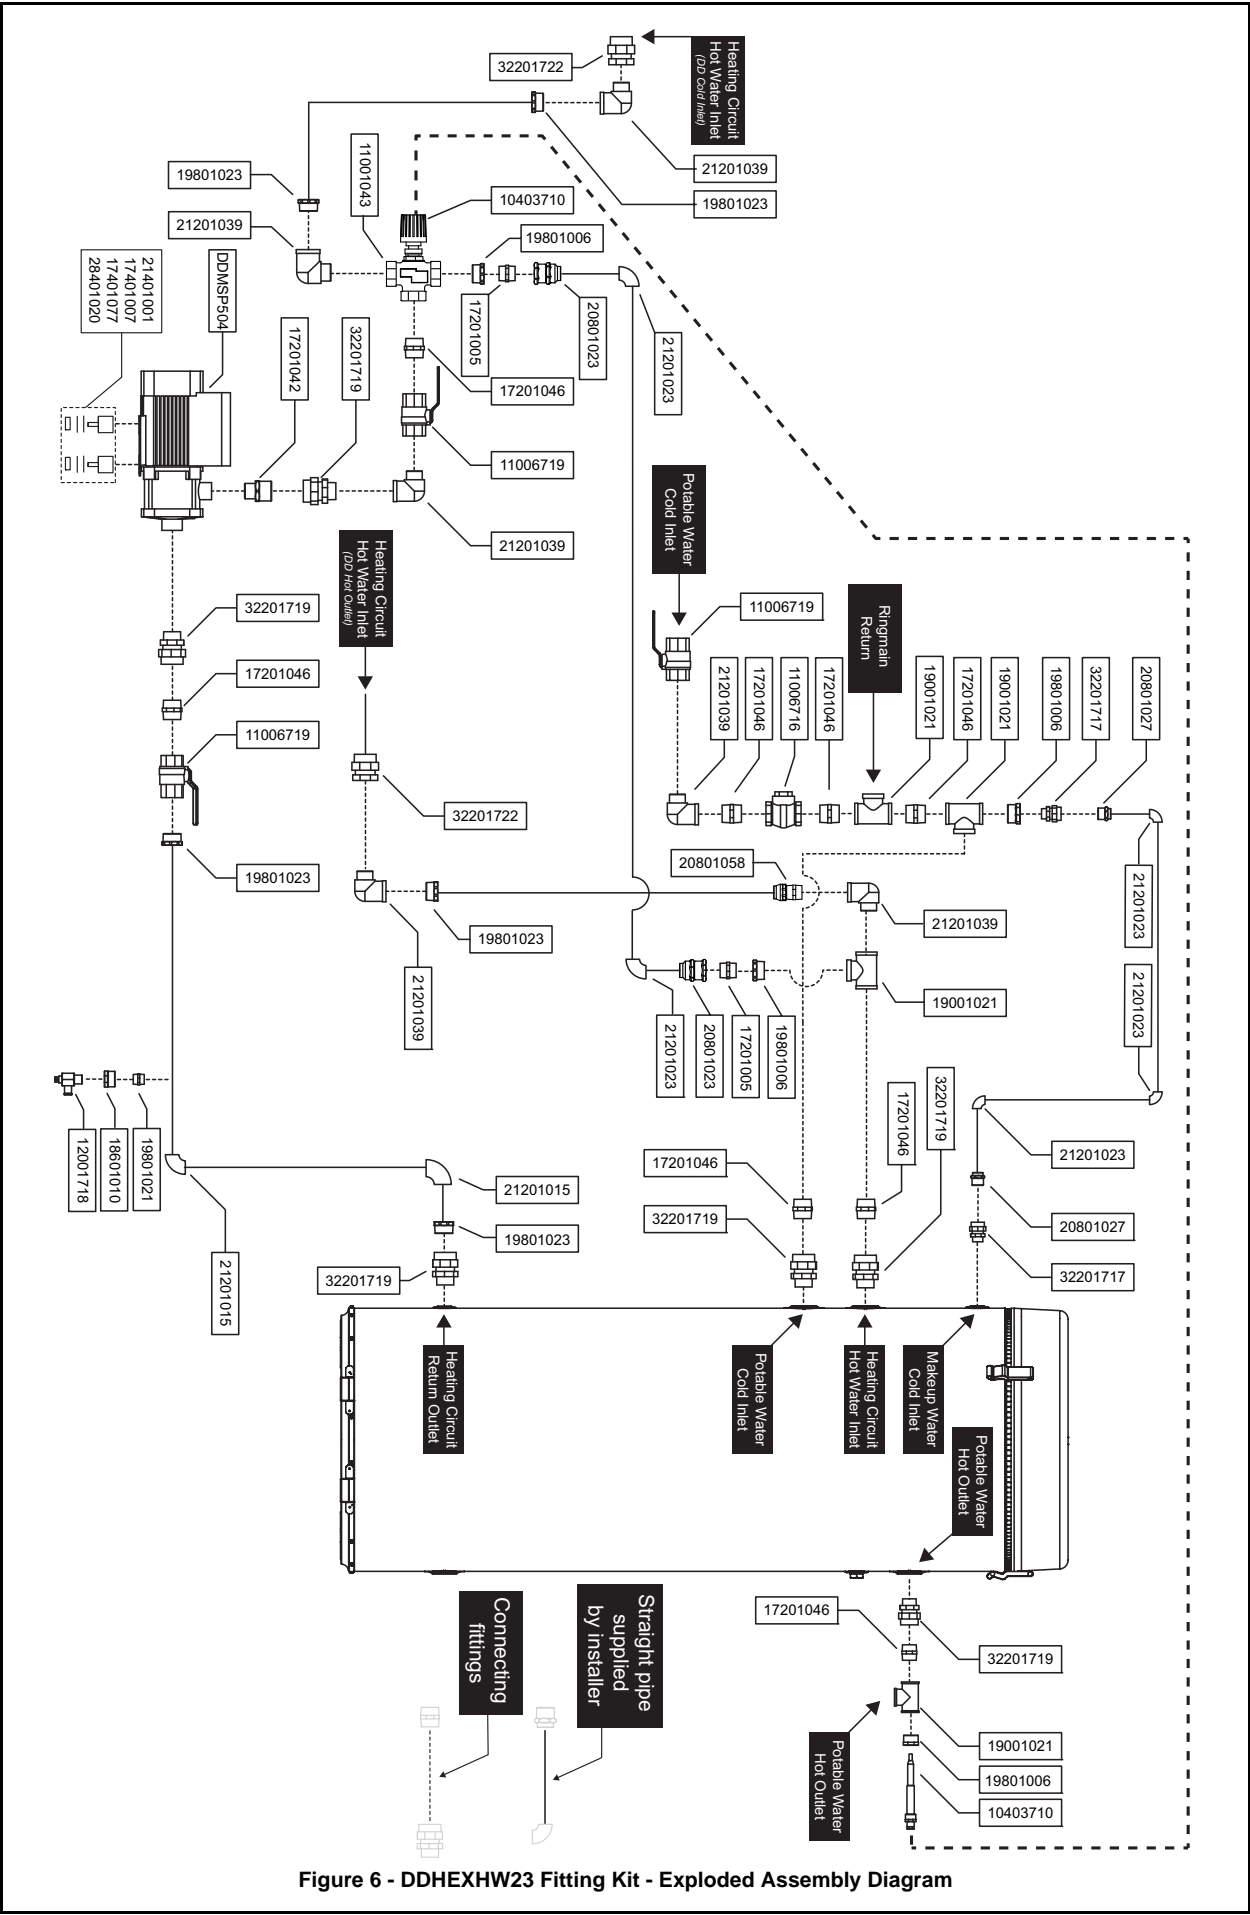 Heating Circuit
Hot Water Inlet
(DD Cold Inlet)
32201722
21201039
19801023
11001043
19801023
10403710
21201039
19801006
21401001
17401007
17401077
28401020
DDMSP504
17201005
20801023
21201023
17201042
32201719
17201046
11006719
21201039
Potable Water
Cold Inlet
Heating Circuit
Hot Water Inlet
(DD Hot Outlet)
32201719
11006719
Ringmain
Return
17201046
21201039
17201046
11006716
17201046
19001021
17201046
19001021
19801006
32201717
20801027
11006719
32201722
20801058
19801023
21201023
21201039
19801023
21201039
21201023
19001021
21201023
20801023
17201005
19801006
17201046
32201719
12001718
18601010
19801021
21201023
17201046
21201015
32201719
20801027
19801023
21201015
32201719
32201717
Heating Circuit
Return Outlet
Potable Water
Cold Inlet
Heating Circuit
Hot Water Inlet
Makeup Water
Cold Inlet
Potable Water
Hot Outlet
Connecting
fittings
Straight pipe
supplied
by installer
17201046
32201719
19001021
Potable Water
Hot Outlet
19801006
10403710
Figure 6 - DDHEXHW23 Fitting Kit - Exploded Assembly Diagram